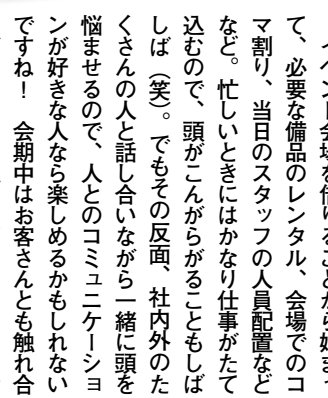 イベント会場を借りることから始まっ
て、必要な備品のレンタル、会場でのコ
マ割り、当日のスタッフの人員配置など
など。忙しいときにはかなり仕事がたて
込むので、頭がこんがらがることもしば
しば（笑）。でもその反面、社内外のた
くさんの人と話し合いながら一緒に頭を
悩ませるので、人とのコミュニケーショ
ンが好きな人なら楽しめるかもしれない
ですね！　会期中はお客さんとも触れ合